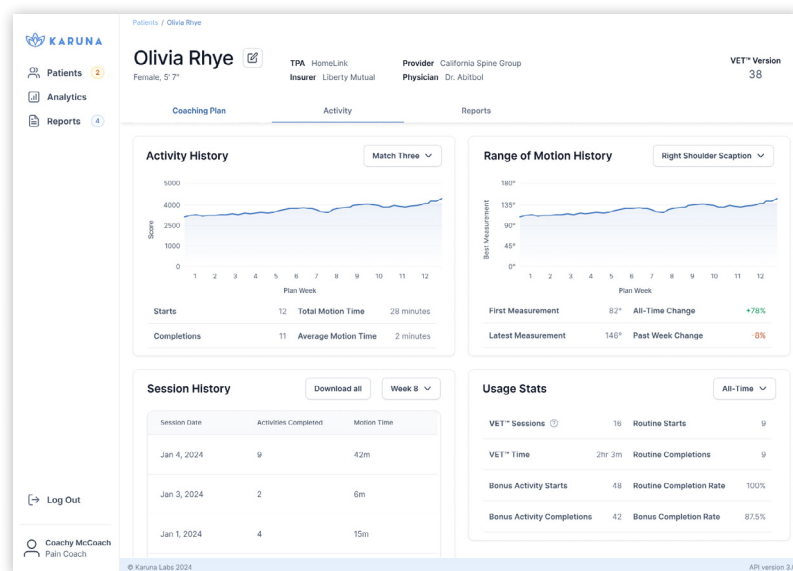 Patients / Olivia Rhye
KARUNA
Patients 2
Analytics
Reports 4
Olivia Rhye
Female, 5' 7"
TPA HomeLink
Insurer Liberty Mutual
Provider California Spine Group
Physician Dr. Abitbol
VET™ Version
38
Coaching Plan Activity Reports
Activity History Match Three
5000
4000
2500
1000
0
Score
1 2 3 4 5 6 7 8 9 10 11 12
Plan Week
Starts 12 Total Motion Time 28 minutes
Completions 11 Average Motion Time 2 minutes
Range of Motion History Right Shoulder Scaption
180°
135°
90°
45°
0°
Best Measurement
1 2 3 4 5 6 7 8 9 10 11 12
Plan Week
First Measurement 82° All-Time Change +78%
Latest Measurement 146° Past Week Change -8%
Session History Download all Week 8
Session Date Activities Completed Motion Time
Jan 4, 2024 9 42m
Jan 3, 2024 2 6m
Jan 1, 2024 4 15m
Usage Stats All-Time
VET™ Sessions 16 Routine Starts 9
VET™ Time 2hr 3m Routine Completions 9
Bonus Activity Starts 48 Routine Completion Rate 100%
Bonus Activity Completions 42 Bonus Completion Rate 87.5%
Log Out
Coachy McCoach
Pain Coach
© Karuna Labs 2024
API version